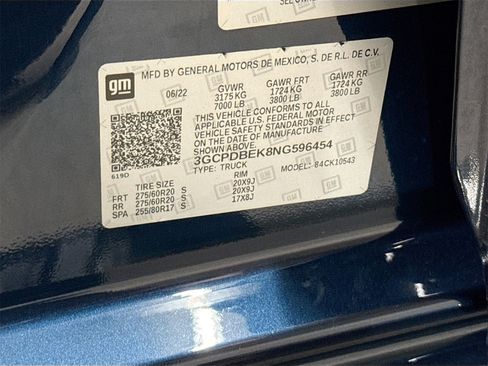 SEE OWNE
gm
MFD BY GENERAL MOTORS DE MEXICO, S. DE R.L. DE C.V.
06/22 GVWR GAWR FRT GAWR RR
3175 KG 1724 KG 1724 KG
7000 LB 3800 LB 3800 LB
THIS VEHICLE CONFORMS TO ALL
APPLICABLE U.S. FEDERAL MOTOR
VEHICLE SAFETY STANDARDS
IN EFFECT ON THE DATE OF
MANUFACTURE SHOWN ABOVE.
3GCPDBEK8NG596454
619D TYPE: TRUCK MODEL: 84CK10543
TIRE SIZE RIM
FRT 275/60R20 S 20X9J
RR 275/60R20 S 20X9J
SPA 255/80R17 S 17X8J